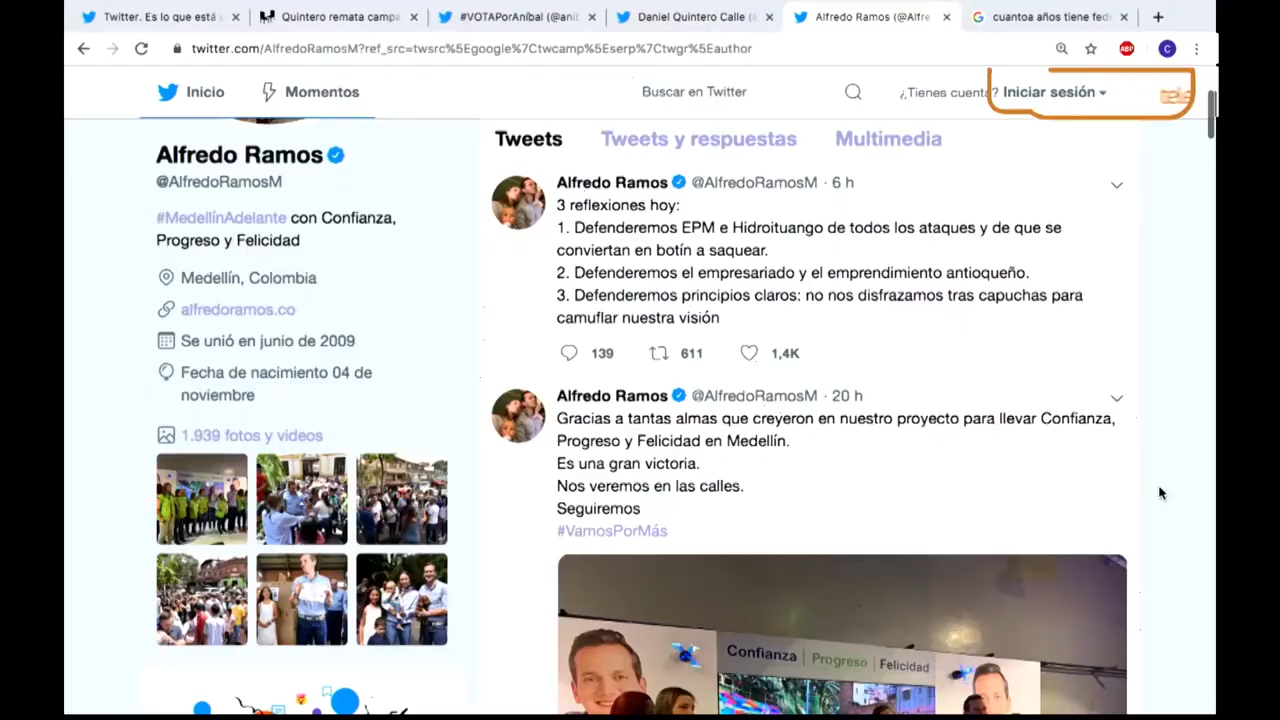 Twitter. Es lo que está
Quintero remata campa
#VOTAPorAníbal (@aníb
Daniel Quintero Calle (
Alfredo Ramos (@Alfre
cuantoa años tiene fed
twitter.com/AlfredoRamosM?ref_src=twsrc%5Egoogle%7Ctwcamp%5Eserp%7Ctwgr%5Eauthor
ABP
C
Inicio
Momentos
Buscar en Twitter
¿Tienes cuenta? Iniciar sesión
tele
Alfredo Ramos
@AlfredoRamosM
#MedellínAdelante con Confianza,
Progreso y Felicidad
Medellín, Colombia
alfredoramos.co
Se unió en junio de 2009
Fecha de nacimiento 04 de
noviembre
1.939 fotos y videos
Tweets Tweets y respuestas Multimedia
Alfredo Ramos @AlfredoRamosM · 6 h
3 reflexiones hoy:
1. Defenderemos EPM e Hidroituango de todos los ataques y de que se
conviertan en botín a saquear.
2. Defenderemos el empresariado y el emprendimiento antioqueño.
3. Defenderemos principios claros: no nos disfrazamos tras capuchas para
camuflar nuestra visión
139 611 1,4K
Alfredo Ramos @AlfredoRamosM · 20 h
Gracias a tantas almas que creyeron en nuestro proyecto para llevar Confianza,
Progreso y Felicidad en Medellín.
Es una gran victoria.
Nos veremos en las calles.
Seguiremos
#VamosPorMás
Confianza | Progreso | Felicidad